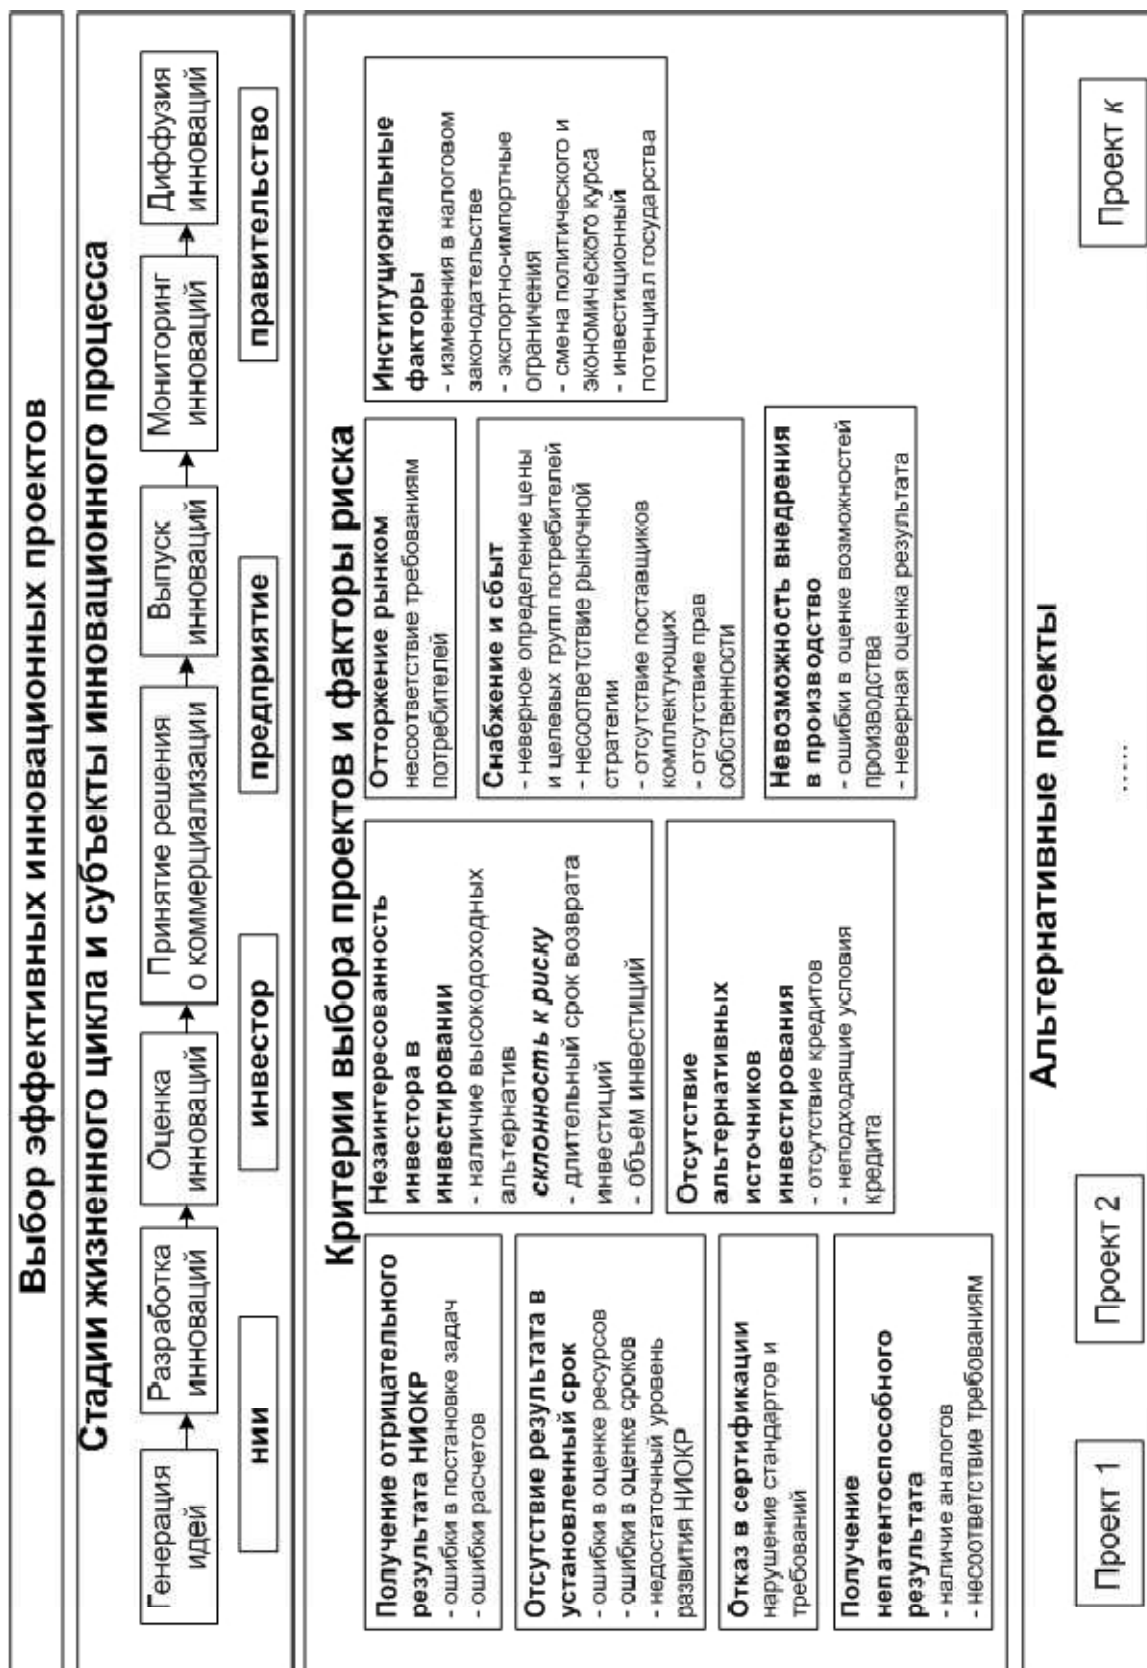 Выбор эффективных инновационных проектов
Стадии жизненного цикла и субъекты инновационного процесса
Генерация
идей
Разработка
инноваций
Оценка
инноваций
Принятие решения
о коммерциализации
Выпуск
инноваций
Мониторинг
инноваций
Диффузия
инноваций
нии
инвестор
предприятие
правительство
Критерии выбора проектов и факторы риска
Получение отрицательного
результата НИОКР
- ошибки в постановке задач
- ошибки расчетов
Отсутствие результата в
установленный срок
- ошибки в оценке ресурсов
- ошибки в оценке сроков
- недостаточный уровень
развития НИОКР
Отказ в сертификации
нарушение стандартов и
требований
Получение
непатентоспособного
результата
- наличие аналогов
- несоответствие требованиям
Незаинтересованность
инвестора в
инвестировании
- наличие высокодоходных
альтернатив
склонность к риску
- длительный срок возврата
инвестиций
- объем инвестиций
Отсутствие
альтернативных
источников
инвестирования
- отсутствие кредитов
- неподходящие условия
кредита
Отторжение рынком
несоответствие требованиям
потребителей
Снабжение и сбыт
- неверное определение цены
и целевых групп потребителей
- несоответствие рыночной
стратегии
- отсутствие поставщиков
комплектующих
- отсутствие прав
собственности
Невозможность внедрения
в производство
- ошибки в оценке возможностей
производства
- неверная оценка результата
Институциональные
факторы
- изменения в налоговом
законодательстве
- экспортно-импортные
ограничения
- смена политического и
экономического курса
- инвестиционный
потенциал государства
Альтернативные проекты
Проект 1
Проект 2
.....
Проект к